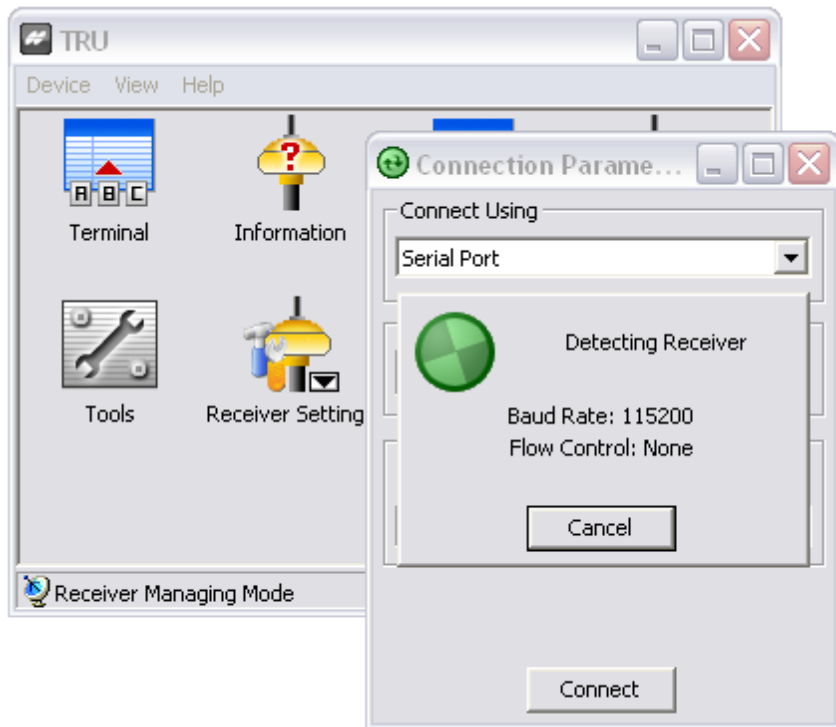 TRU
Device View Help
Terminal
Information
Tools
Receiver Setting
Receiver Managing Mode
Connection Parame...
Connect Using
Serial Port
Detecting Receiver
Baud Rate: 115200
Flow Control: None
Cancel
Connect